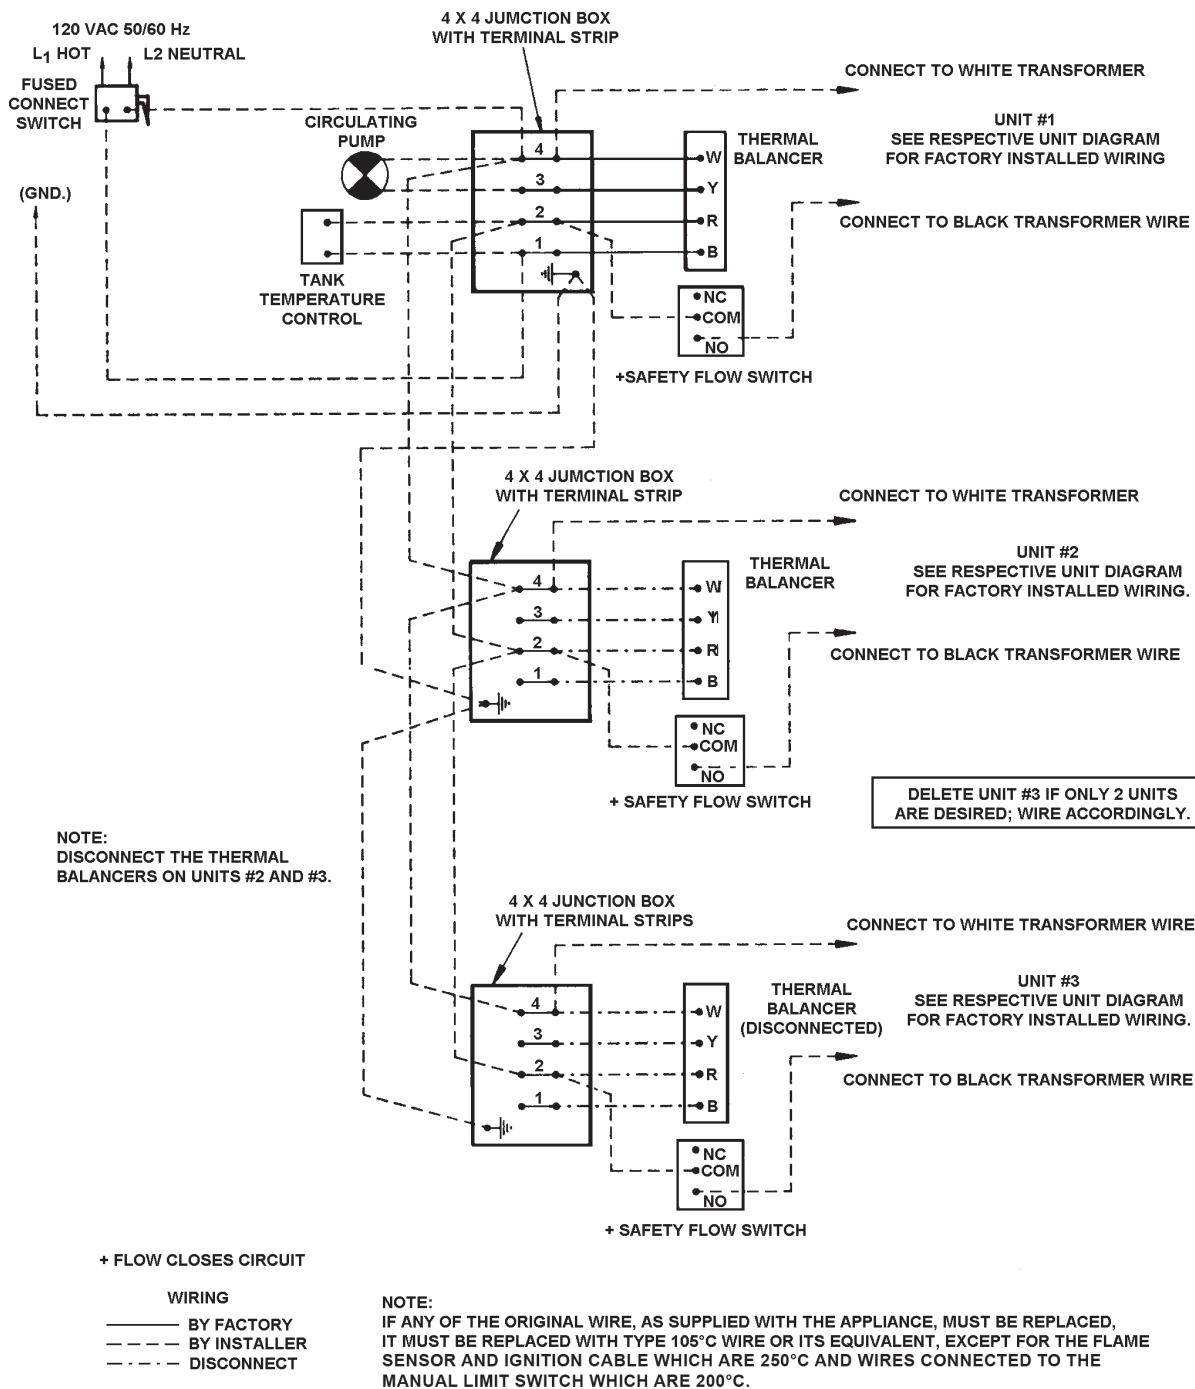 120 VAC 50/60 Hz
L1 HOT
L2 NEUTRAL
FUSED
CONNECT
SWITCH
(GND.)
4 X 4 JUMCTION BOX
WITH TERMINAL STRIP
CIRCULATING
PUMP
TANK
TEMPERATURE
CONTROL
4
3
2
1
W
Y
R
B
THERMAL
BALANCER
NC
COM
NO
+SAFETY FLOW SWITCH
CONNECT TO WHITE TRANSFORMER
UNIT #1
SEE RESPECTIVE UNIT DIAGRAM
FOR FACTORY INSTALLED WIRING
CONNECT TO BLACK TRANSFORMER WIRE
4 X 4 JUMCTION BOX
WITH TERMINAL STRIP
4
3
2
1
W
Y
R
B
THERMAL
BALANCER
NC
COM
NO
+ SAFETY FLOW SWITCH
CONNECT TO WHITE TRANSFORMER
UNIT #2
SEE RESPECTIVE UNIT DIAGRAM
FOR FACTORY INSTALLED WIRING.
CONNECT TO BLACK TRANSFORMER WIRE
DELETE UNIT #3 IF ONLY 2 UNITS
ARE DESIRED; WIRE ACCORDINGLY.
NOTE:
DISCONNECT THE THERMAL
BALANCERS ON UNITS #2 AND #3.
4 X 4 JUNCTION BOX
WITH TERMINAL STRIPS
4
3
2
1
W
Y
R
B
THERMAL
BALANCER
(DISCONNECTED)
NC
COM
NO
+ SAFETY FLOW SWITCH
CONNECT TO WHITE TRANSFORMER WIRE
UNIT #3
SEE RESPECTIVE UNIT DIAGRAM
FOR FACTORY INSTALLED WIRING.
CONNECT TO BLACK TRANSFORMER WIRE
+ FLOW CLOSES CIRCUIT
WIRING
BY FACTORY
BY INSTALLER
DISCONNECT
NOTE:
IF ANY OF THE ORIGINAL WIRE, AS SUPPLIED WITH THE APPLIANCE, MUST BE REPLACED,
IT MUST BE REPLACED WITH TYPE 105°C WIRE OR ITS EQUIVALENT, EXCEPT FOR THE FLAME
SENSOR AND IGNITION CABLE WHICH ARE 250°C AND WIRES CONNECTED TO THE
MANUAL LIMIT SWITCH WHICH ARE 200°C.